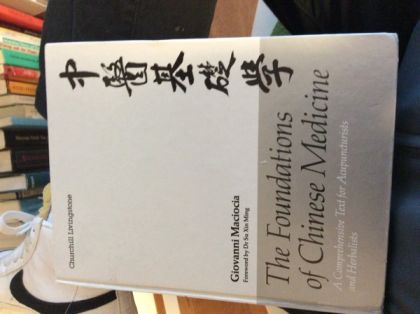 中醫基礎學
Churchill Livingstone
Giovanni Maciocia
Foreword by Dr Su Xin Ming
The Foundations
of Chinese Medicine
A Comprehensive Text for Acupuncturists
and Herbalists